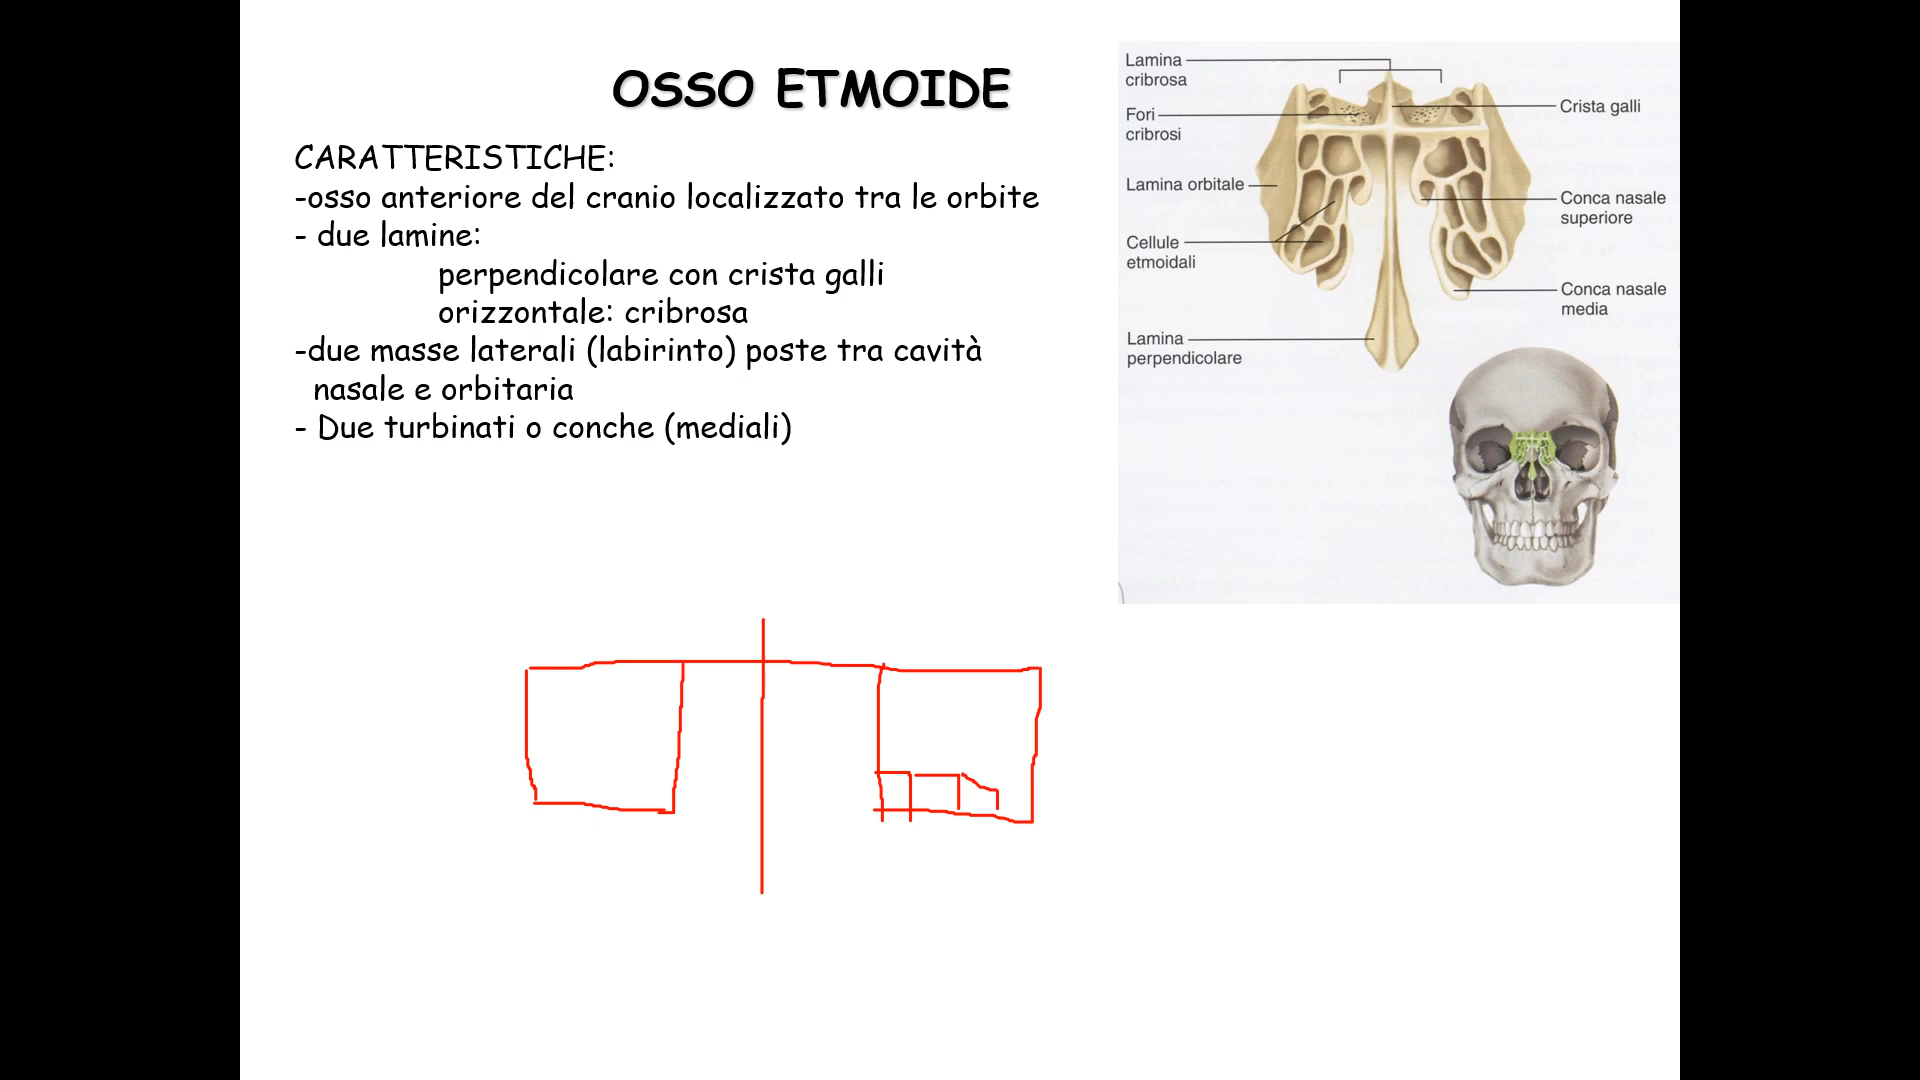 OSSO ETMOIDE
CARATTERISTICHE:
-osso anteriore del cranio localizzato tra le orbite
- due lamine:
perpendicolare con crista galli
orizzontale: cribrosa
-due masse laterali (labirinto) poste tra cavità
nasale e orbitaria
- Due turbinati o conche (mediali)
Lamina
cribrosa
Fori
cribrosi
Lamina orbitale
Cellule
etmoidali
Lamina
perpendicolare
Crista galli
Conca nasale
superiore
Conca nasale
media